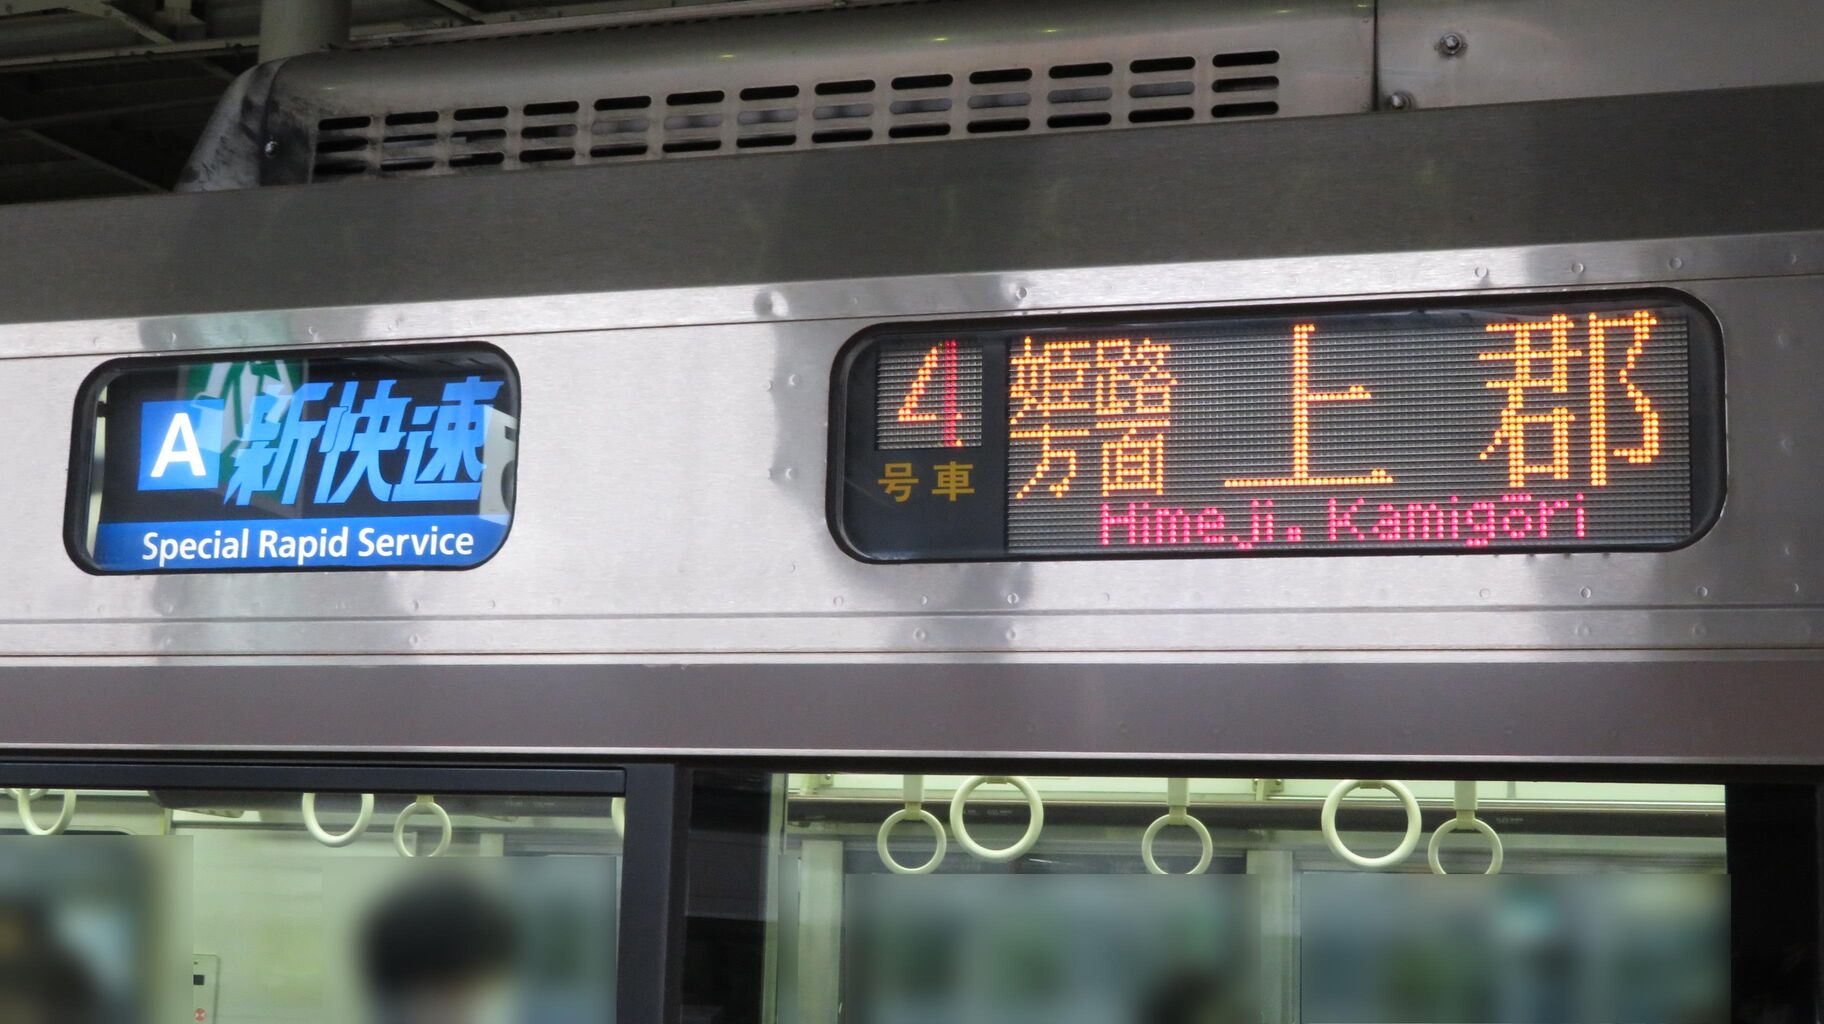 A 新快速
Special Rapid Service
4
号車
姫路
方面
上郡
Himeji. Kamigōri